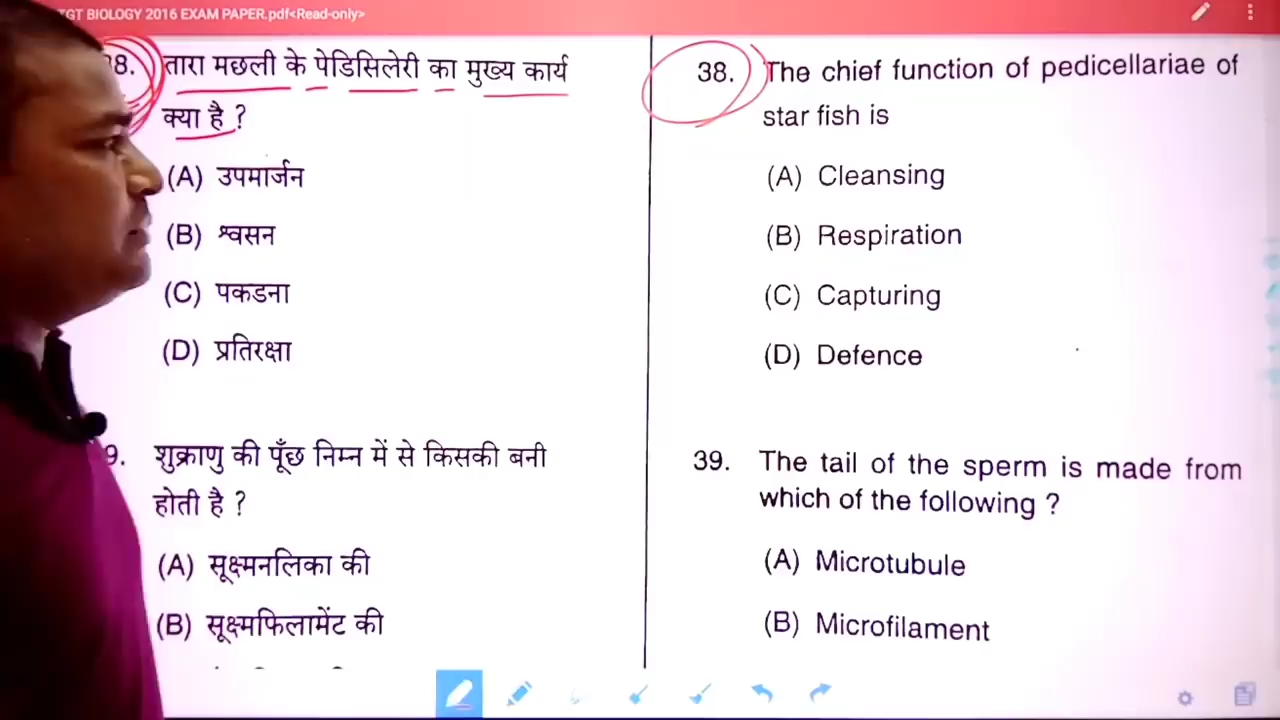 TGT BIOLOGY 2016 EXAM PAPER.pdf<Read-only>
38. तारा मछली के पेडिसिलेरी का मुख्य कार्य
क्या है ?
(A) उपमार्जन
(B) श्वसन
(C) पकडना
(D) प्रतिरक्षा
9. शुक्राणु की पूँछ निम्न में से किसकी बनी
होती है ?
(A) सूक्ष्मनलिका की
(B) सूक्ष्मफिलामेंट की
38. The chief function of pedicellariae of
star fish is
(A) Cleansing
(B) Respiration
(C) Capturing
(D) Defence
39. The tail of the sperm is made from
which of the following ?
(A) Microtubule
(B) Microfilament